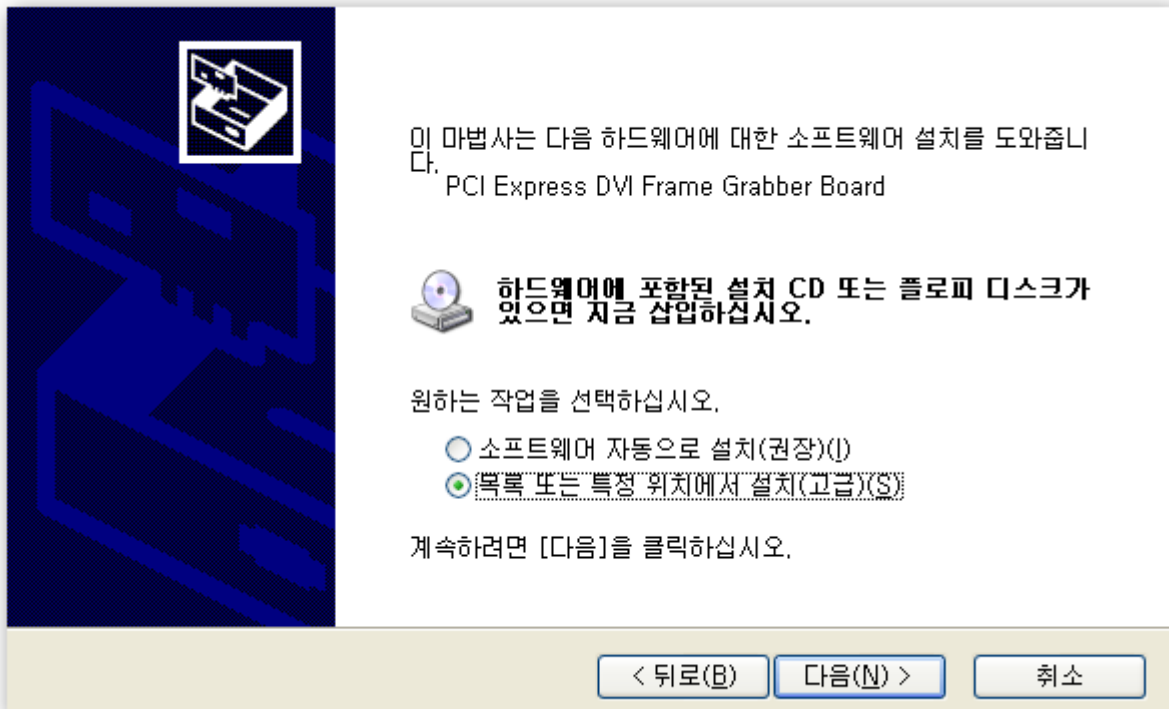 이 마법사는 다음 하드웨어에 대한 소프트웨어 설치를 도와줍니
다.
PCI Express DVI Frame Grabber Board
하드웨어에 포함된 설치 CD 또는 플로피 디스크가
있으면 지금 삽입하십시오.
원하는 작업을 선택하십시오.
소프트웨어 자동으로 설치(권장)(I)
목록 또는 특정 위치에서 설치(고급)(S)
계속하려면 [다음]을 클릭하십시오.
< 뒤로(B) 다음(N) > 취소